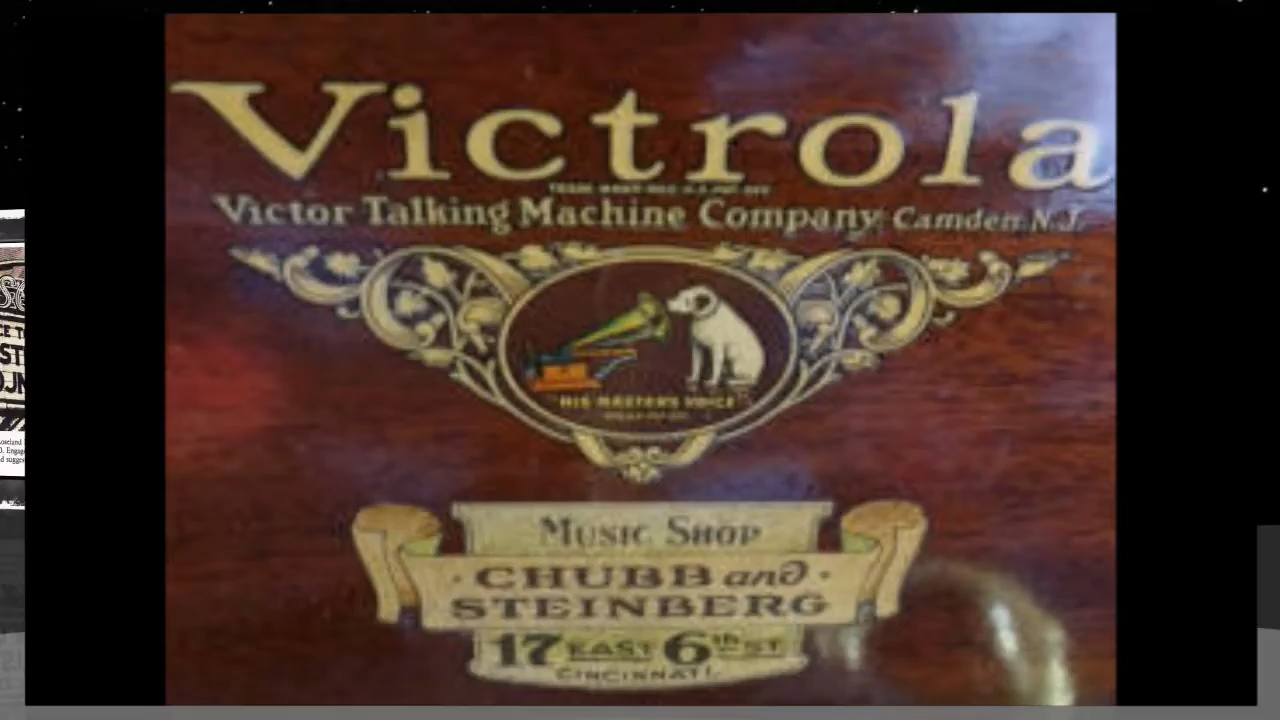 Victrola
Victor Talking Machine Company, Camden, N.J.
HIS MASTER'S VOICE
MUSIC SHOP
· CHUBB and ·
STEINBERG
17 EAST 6th ST
CINCINNATI.